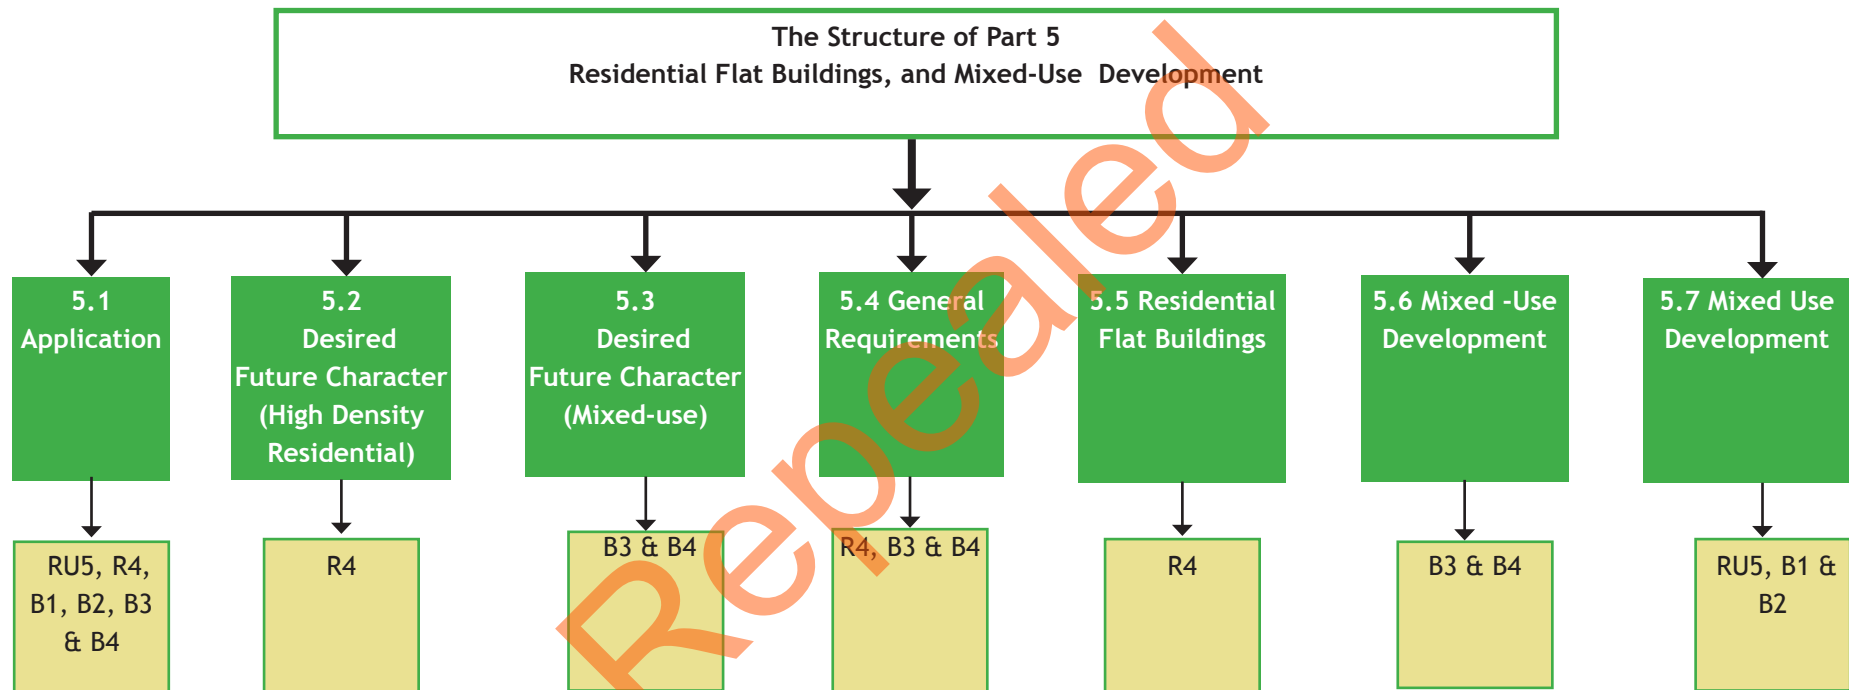 The Structure of Part 5
Residential Flat Buildings, and Mixed-Use Development
5.1
Application
5.2
Desired
Future Character
(High Density
Residential)
5.3
Desired
Future Character
(Mixed-use)
5.4 General
Requirements
5.5 Residential
Flat Buildings
5.6 Mixed -Use
Development
5.7 Mixed Use
Development
RU5, R4,
B1, B2, B3
& B4
R4
B3 & B4
R4, B3 & B4
R4
B3 & B4
RU5, B1 &
B2
Repealed